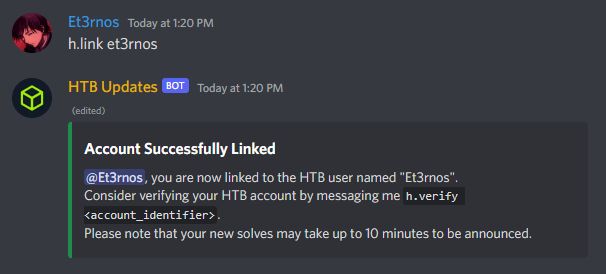 Et3rnos Today at 1:20 PM
h.link et3rnos
HTB Updates BOT Today at 1:20 PM
(edited)
Account Successfully Linked
@Et3rnos, you are now linked to the HTB user named "Et3rnos".
Consider verifying your HTB account by messaging me h.verify
<account_identifier>.
Please note that your new solves may take up to 10 minutes to be announced.